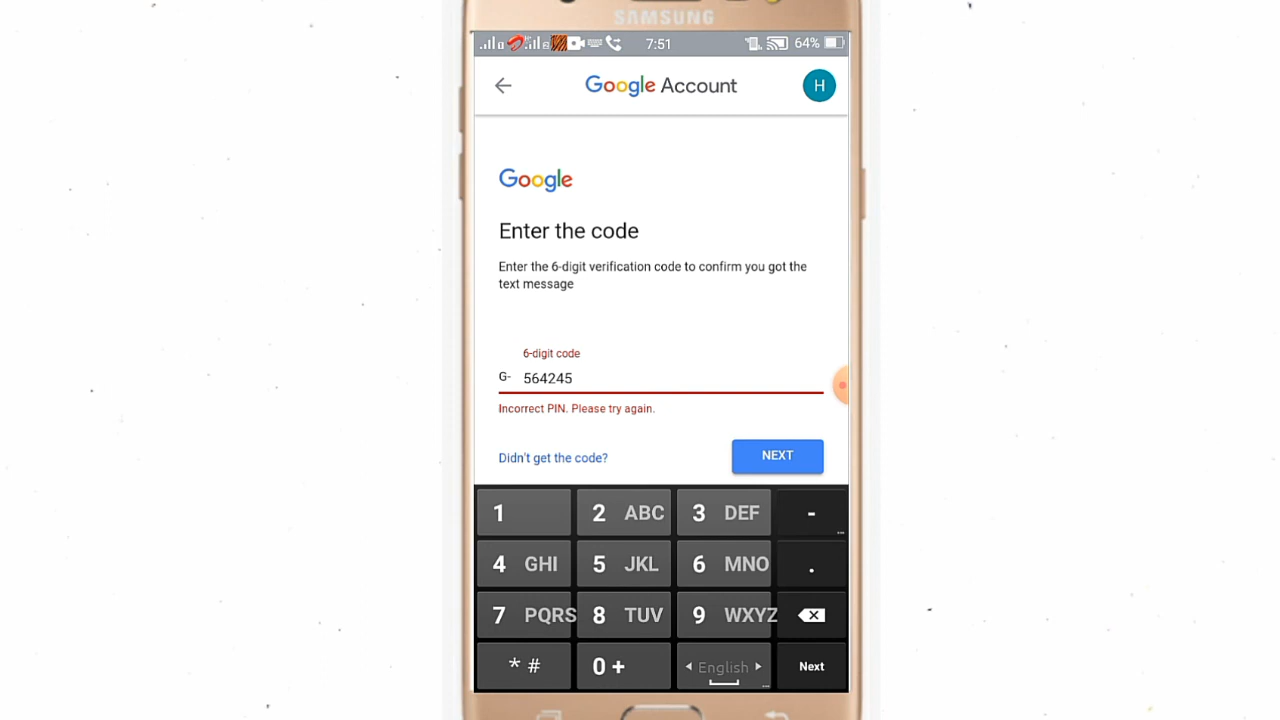 SAMSUNG
7:51
64%
Google Account
H
Google
Enter the code
Enter the 6-digit verification code to confirm you got the
text message
6-digit code
G- 564245
Incorrect PIN. Please try again.
Didn't get the code?
NEXT
1
2 ABC
3 DEF
-
4 GHI
5 JKL
6 MNO
.
7 PQRS
8 TUV
9 WXYZ
* #
0 +
English
Next